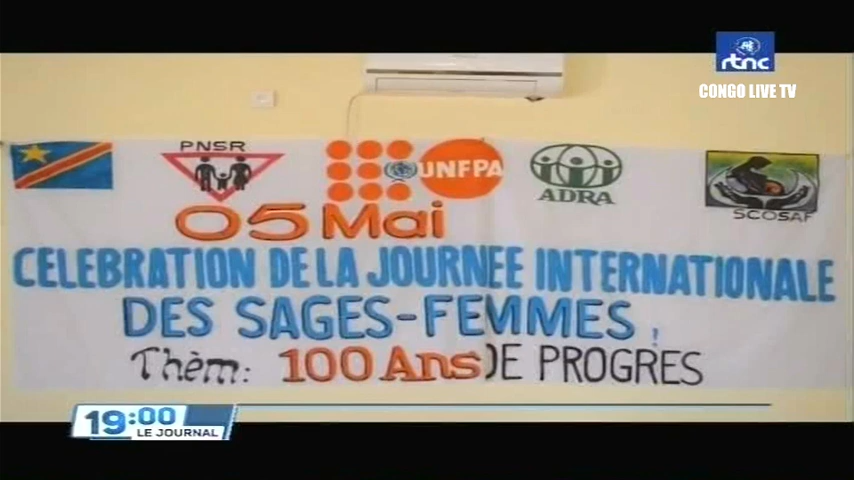 rtnc
CONGO LIVE TV
PNSR
UNFPA
ADRA
SCOSAF
05 Mai
CELEBRATION DE LA JOURNEE INTERNATIONALE
DES SAGES-FEMMES !
Thèm: 100 Ans DE PROGRES
19:00
LE JOURNAL